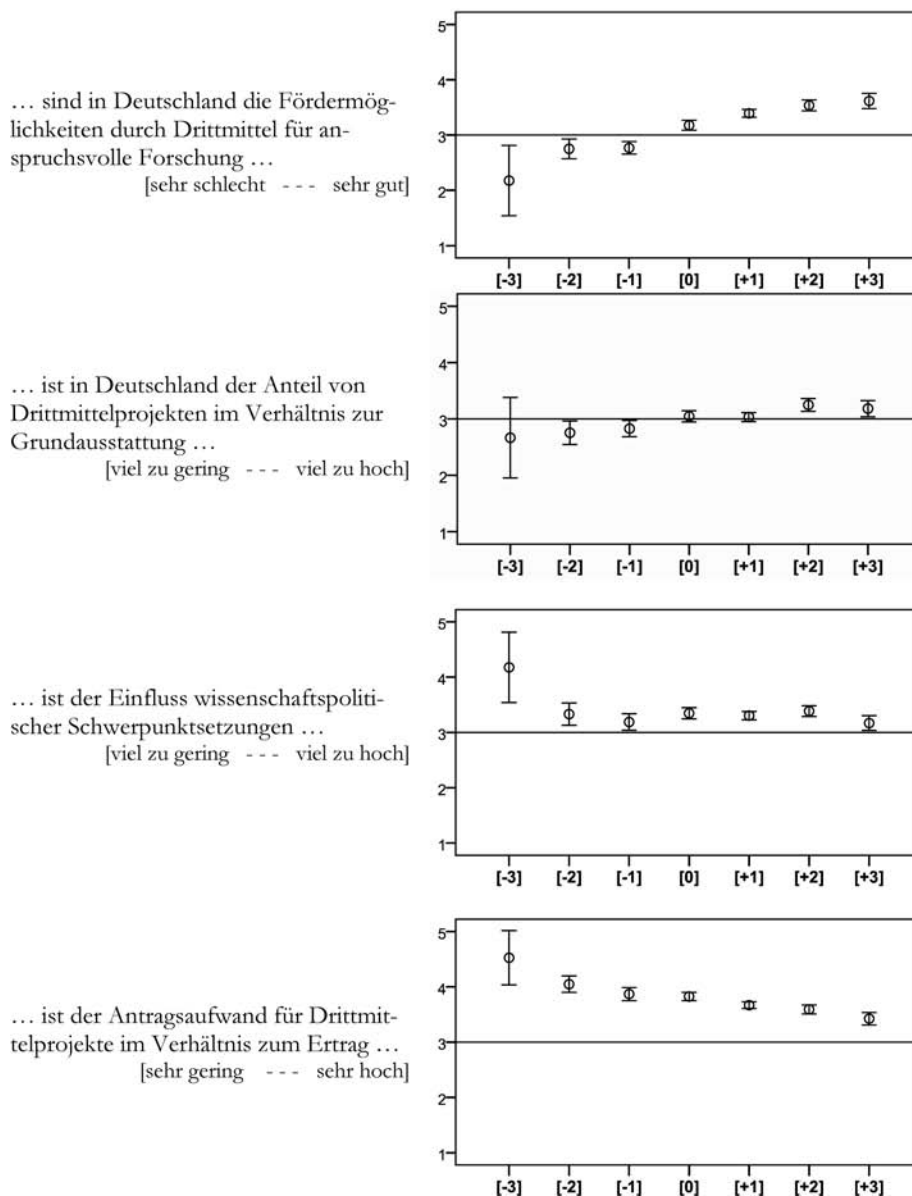 5
4
… sind in Deutschland die Fördermög-
lichkeiten durch Drittmittel für an-
spruchsvolle Forschung …
[sehr schlecht - - - sehr gut]
3
2
1
[-3] [-2] [-1] [0] [+1] [+2] [+3]
5
4
… ist in Deutschland der Anteil von
Drittmittelprojekten im Verhältnis zur
Grundausstattung …
[viel zu gering - - - viel zu hoch]
3
2
1
[-3] [-2] [-1] [0] [+1] [+2] [+3]
5
4
… ist der Einfluss wissenschaftspoliti-
scher Schwerpunktsetzungen …
[viel zu gering - - - viel zu hoch]
3
2
1
[-3] [-2] [-1] [0] [+1] [+2] [+3]
5
4
… ist der Antragsaufwand für Drittmit-
telprojekte im Verhältnis zum Ertrag …
[sehr gering - - - sehr hoch]
3
2
1
[-3] [-2] [-1] [0] [+1] [+2] [+3]